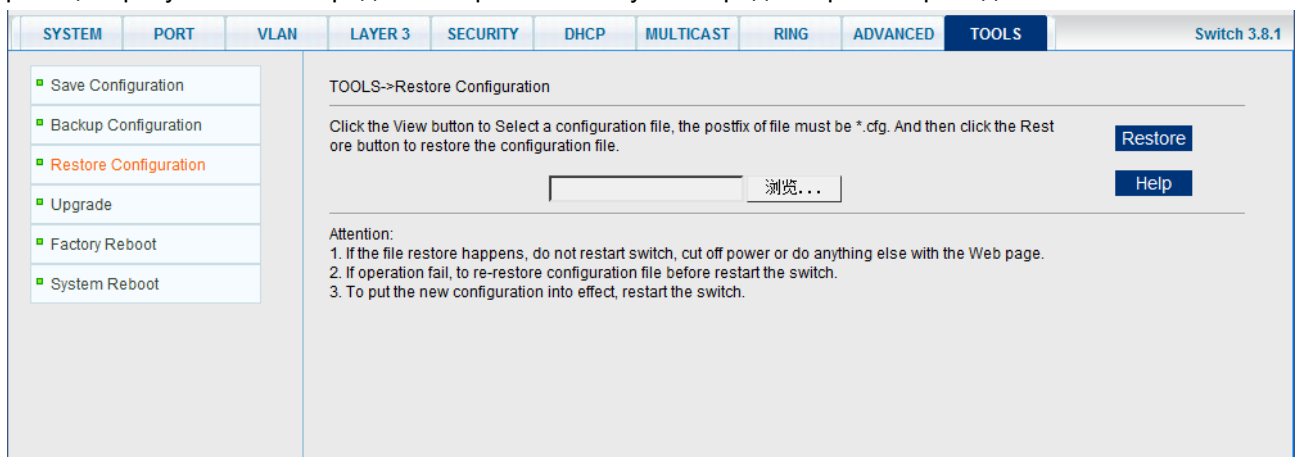 SYSTEM PORT VLAN LAYER 3 SECURITY DHCP MULTICAST RING ADVANCED TOOLS Switch 3.8.1
Save Configuration
Backup Configuration
Restore Configuration
Upgrade
Factory Reboot
System Reboot
TOOLS->Restore Configuration
Click the View button to Select a configuration file, the postfix of file must be *.cfg. And then click the Rest
ore button to restore the configuration file.
Restore
浏览...
Help
Attention:
1. If the file restore happens, do not restart switch, cut off power or do anything else with the Web page.
2. If operation fail, to re-restore configuration file before restart the switch.
3. To put the new configuration into effect, restart the switch.